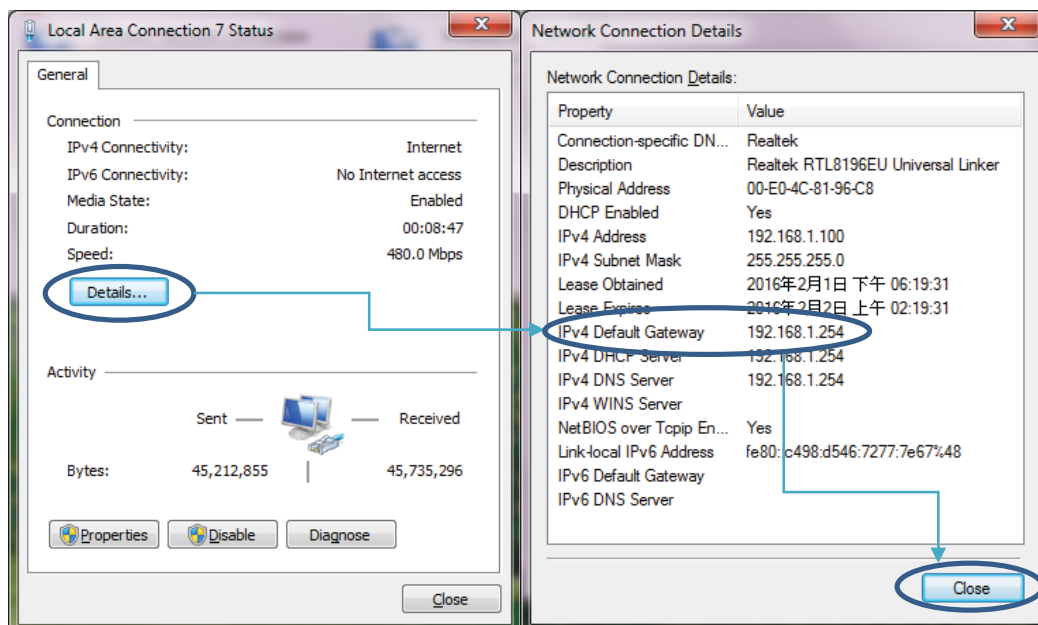 Local Area Connection 7 Status
General
Connection
IPv4 Connectivity: Internet
IPv6 Connectivity: No Internet access
Media State: Enabled
Duration: 00:08:47
Speed: 480.0 Mbps
Details...
Activity
Sent Received
Bytes: 45,212,855 45,735,296
Properties Disable Diagnose
Close
Network Connection Details
Network Connection Details:
Property Value
Connection-specific DN... Realtek
Description Realtek RTL8196EU Universal Linker
Physical Address 00-E0-4C-81-96-C8
DHCP Enabled Yes
IPv4 Address 192.168.1.100
IPv4 Subnet Mask 255.255.255.0
Lease Obtained 2016年2月1日 下午 06:19:31
Lease Expires 2016年2月2日 上午 02:19:31
IPv4 Default Gateway 192.168.1.254
IPv4 DHCP Server 192.168.1.254
IPv4 DNS Server 192.168.1.254
IPv4 WINS Server
NetBIOS over Tcpip En... Yes
Link-local IPv6 Address fe80::c498:d546:7277:7e67%48
IPv6 Default Gateway
IPv6 DNS Server
Close